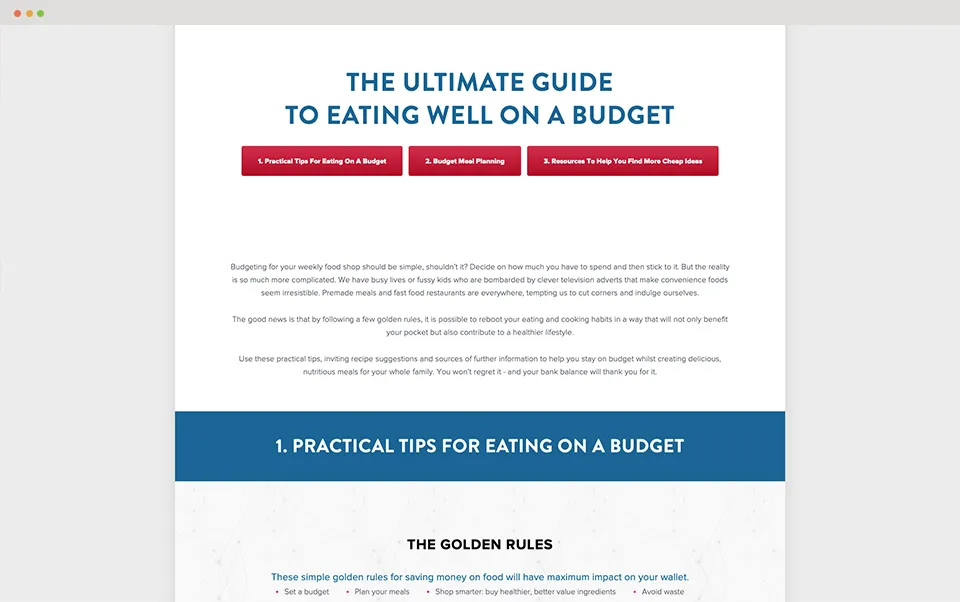 THE ULTIMATE GUIDE
TO EATING WELL ON A BUDGET
1. Practical Tips For Eating On A Budget
2. Budget Meal Planning
3. Resources To Help You Find More Cheap Ideas
Budgeting for your weekly food shop should be simple, shouldn't it? Decide on how much you have to spend and then stick to it. But the reality
is so much more complicated. We have busy lives or fussy kids who are bombarded by clever television adverts that make convenience foods
seem irresistible. Premade meals and fast food restaurants are everywhere, tempting us to cut corners and indulge ourselves.
The good news is that by following a few golden rules, it is possible to reboot your eating and cooking habits in a way that will not only benefit
your pocket but also contribute to a healthier lifestyle.
Use these practical tips, inviting recipe suggestions and sources of further information to help you stay on budget whilst creating delicious,
nutritious meals for your whole family. You won't regret it - and your bank balance will thank you for it.
1. PRACTICAL TIPS FOR EATING ON A BUDGET
THE GOLDEN RULES
These simple golden rules for saving money on food will have maximum impact on your wallet.
• Set a budget • Plan your meals • Shop smarter: buy healthier, better value ingredients • Avoid waste